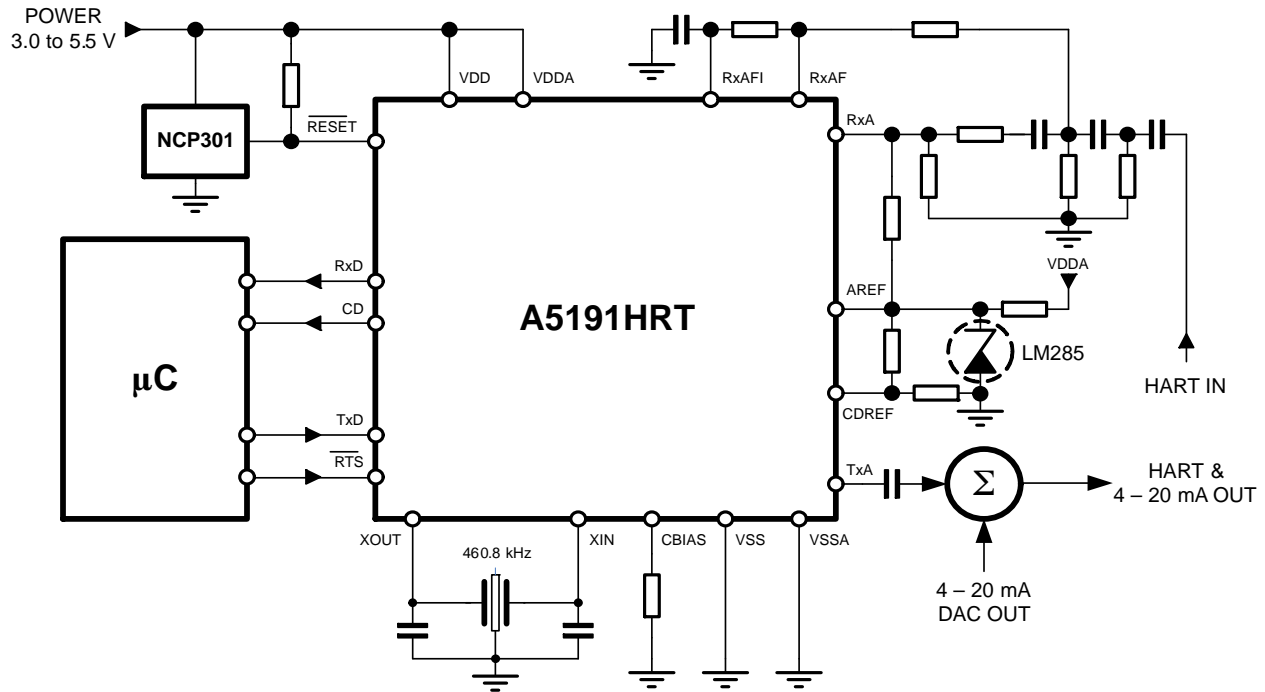 POWER
3.0 to 5.5 V
VDD
VDDA
RxAFI
RxAF
NCP301
RESET
RxA
RxD
CD
μC
A5191HRT
AREF
VDDA
LM285
CDREF
HART IN
TxD
RTS
TxA
Σ
HART &
4 – 20 mA OUT
XOUT
460.8 kHz
XIN
CBIAS
VSS
VSSA
4 – 20 mA
DAC OUT